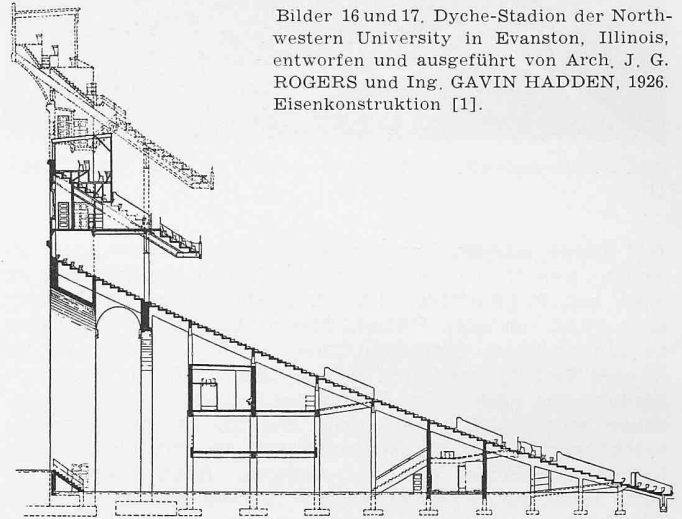 Bilder 16 und 17. Dyche-Stadion der North-
western University in Evanston, Illinois,
entworfen und ausgeführt von Arch. J. G.
ROGERS und Ing. GAVIN HADDEN, 1926.
Eisenkonstruktion [1].